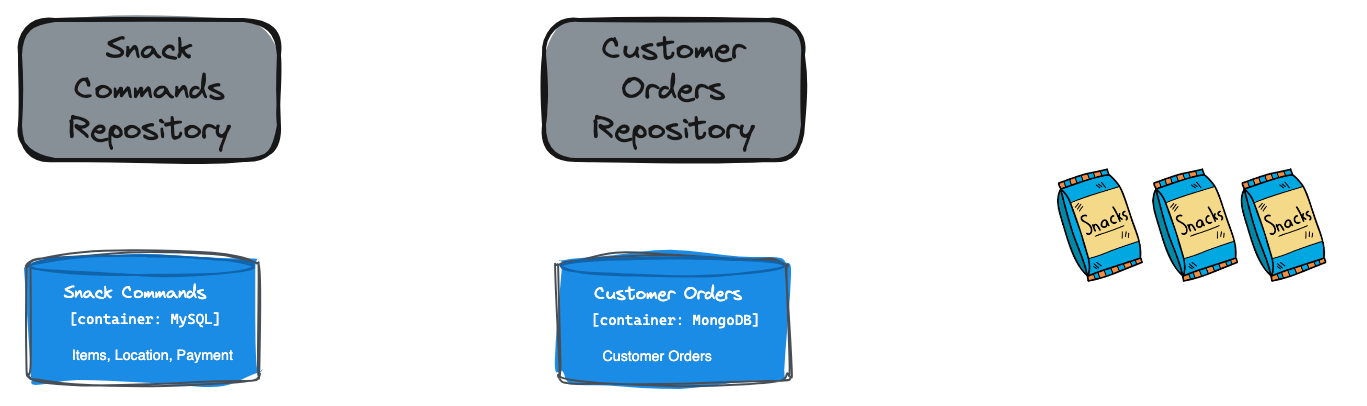 Snack
Commands
Repository
Customer
Orders
Repository
Snacks
Snacks
Snacks
Snack Commands
[container: MySQL]
Items, Location, Payment
Customer Orders
[container: MongoDB]
Customer Orders